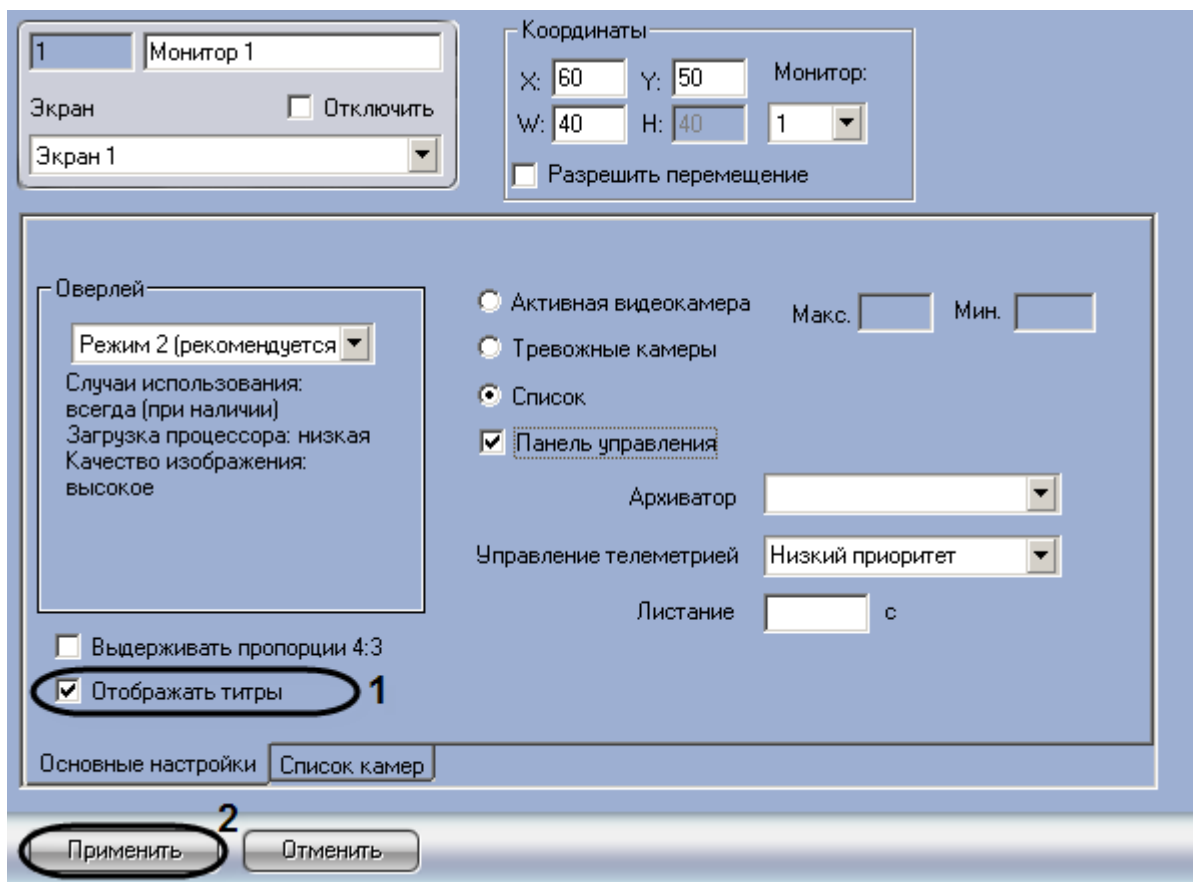 1 Монитор 1
Экран Отключить
Экран 1
Координаты
X: 60 Y: 50 Монитор:
W: 40 H: 40 1
Разрешить перемещение
Оверлей
Режим 2 (рекомендуется
Случаи использования:
всегда (при наличии)
Загрузка процессора: низкая
Качество изображения:
высокое
Активная видеокамера Макс. Мин.
Тревожные камеры
Список
Панель управления
Архиватор
Управление телеметрией Низкий приоритет
Листание с
Выдерживать пропорции 4:3
Отображать титры 1
Основные настройки Список камер
2
Применить Отменить